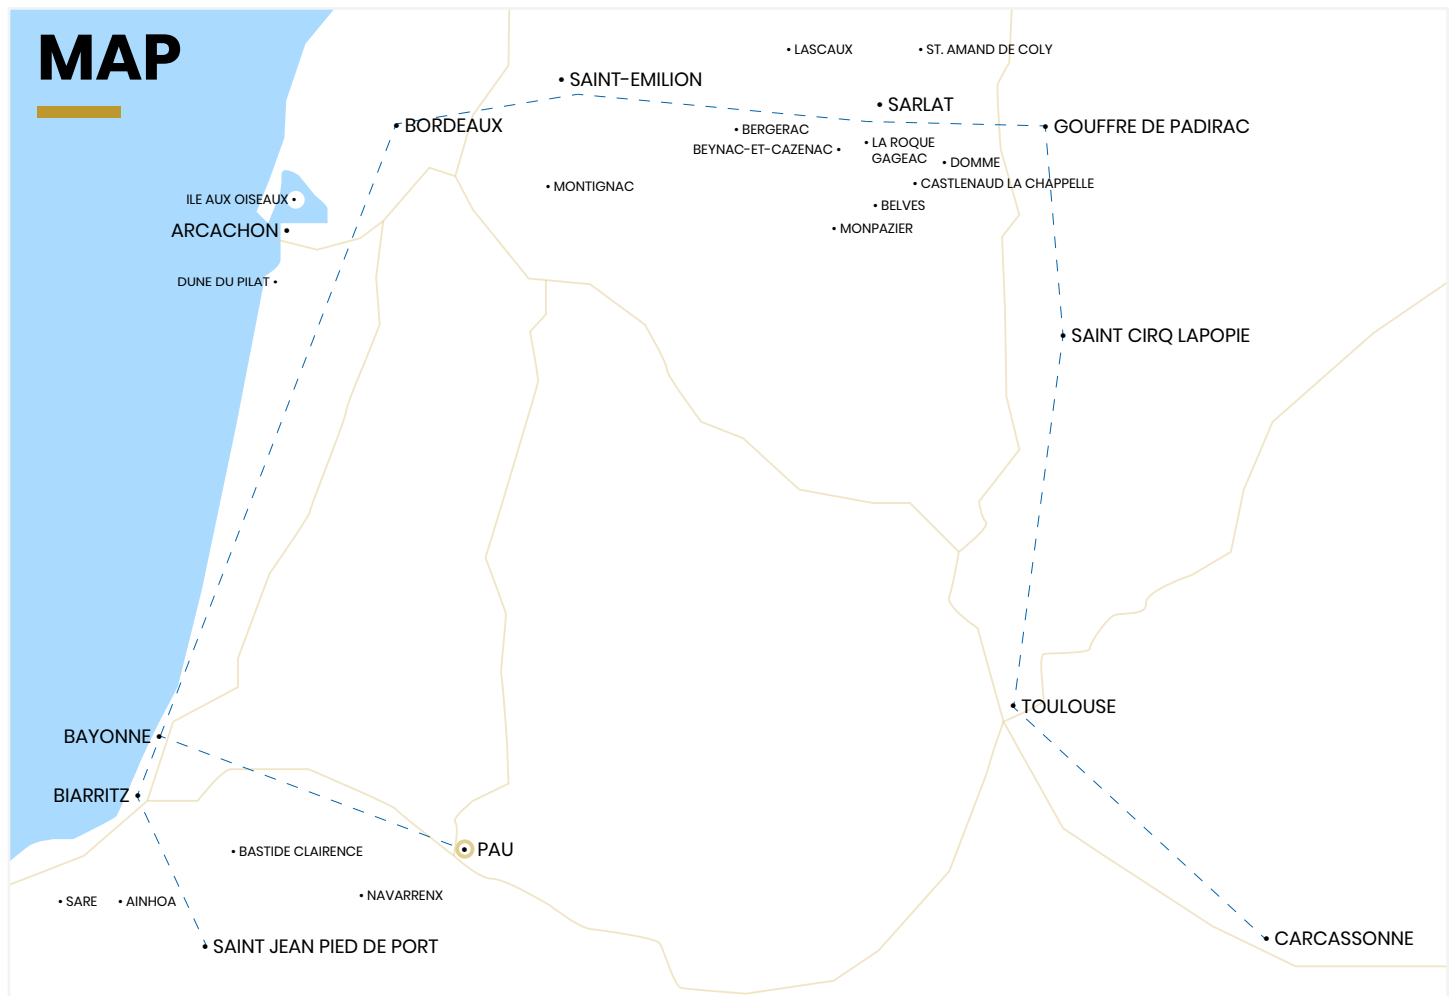 MAP
LASCAUX
ST. AMAND DE COLY
SAINT-EMILION
SARLAT
BORDEAUX
BERGERAC
GOUFFRE DE PADIRAC
BEYNAC-ET-CAZENAC
LA ROQUE
GAGEAC
DOMME
MONTIGNAC
CASTLENAUD LA CHAPPELLE
ILE AUX OISEAUX
BELVES
ARCACHON
MONPAZIER
DUNE DU PILAT
SAINT CIRQ LAPOPIE
TOULOUSE
BAYONNE
BIARRITZ
BASTIDE CLAIRENCE
PAU
NAVARRENX
SARE
AINHOA
SAINT JEAN PIED DE PORT
CARCASSONNE